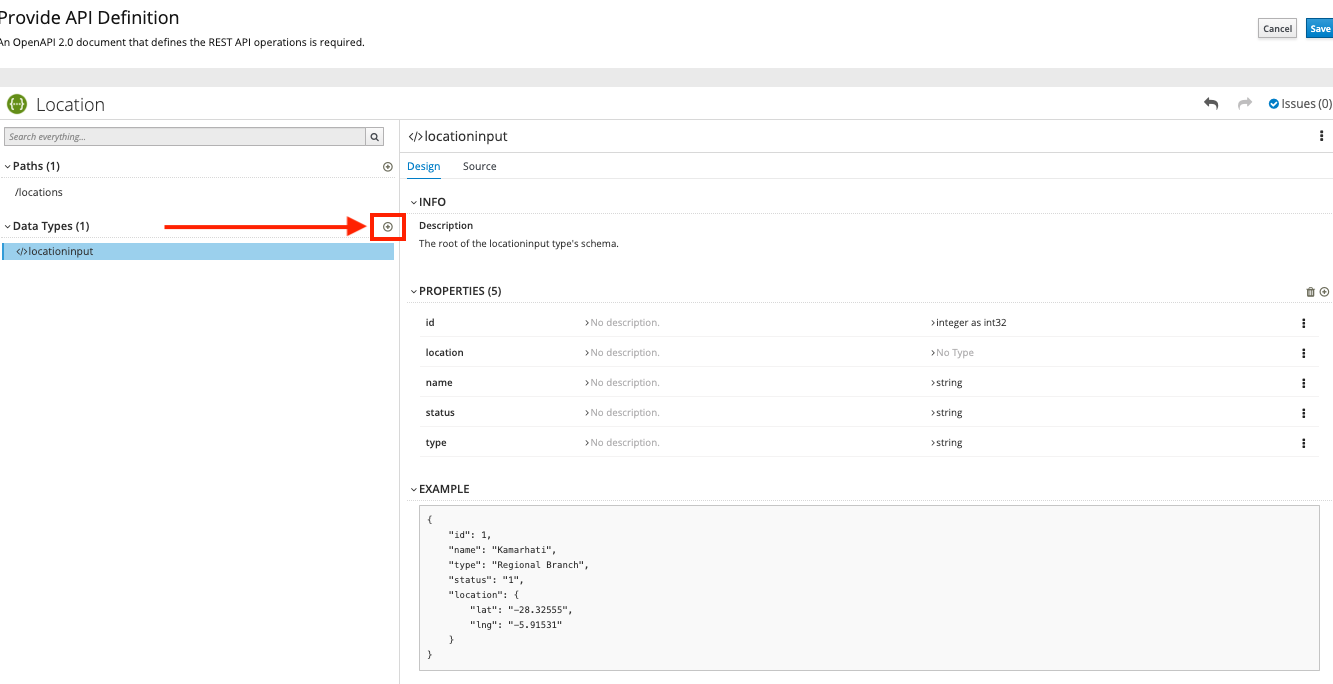 Provide API Definition
An OpenAPI 2.0 document that defines the REST API operations is required.
Cancel
Save
Location
Issues (0)
Search everything...
Paths (1)
/locations
Data Types (1)
</>locationinput
</>locationinput
Design Source
INFO
Description
The root of the locationinput type's schema.
PROPERTIES (5)
id No description. integer as int32
location No description. No Type
name No description. string
status No description. string
type No description. string
EXAMPLE
{
"id": 1,
"name": "Kamarhati",
"type": "Regional Branch",
"status": "1",
"location": {
"lat": "-28.32555",
"lng": "-5.91531"
}
}